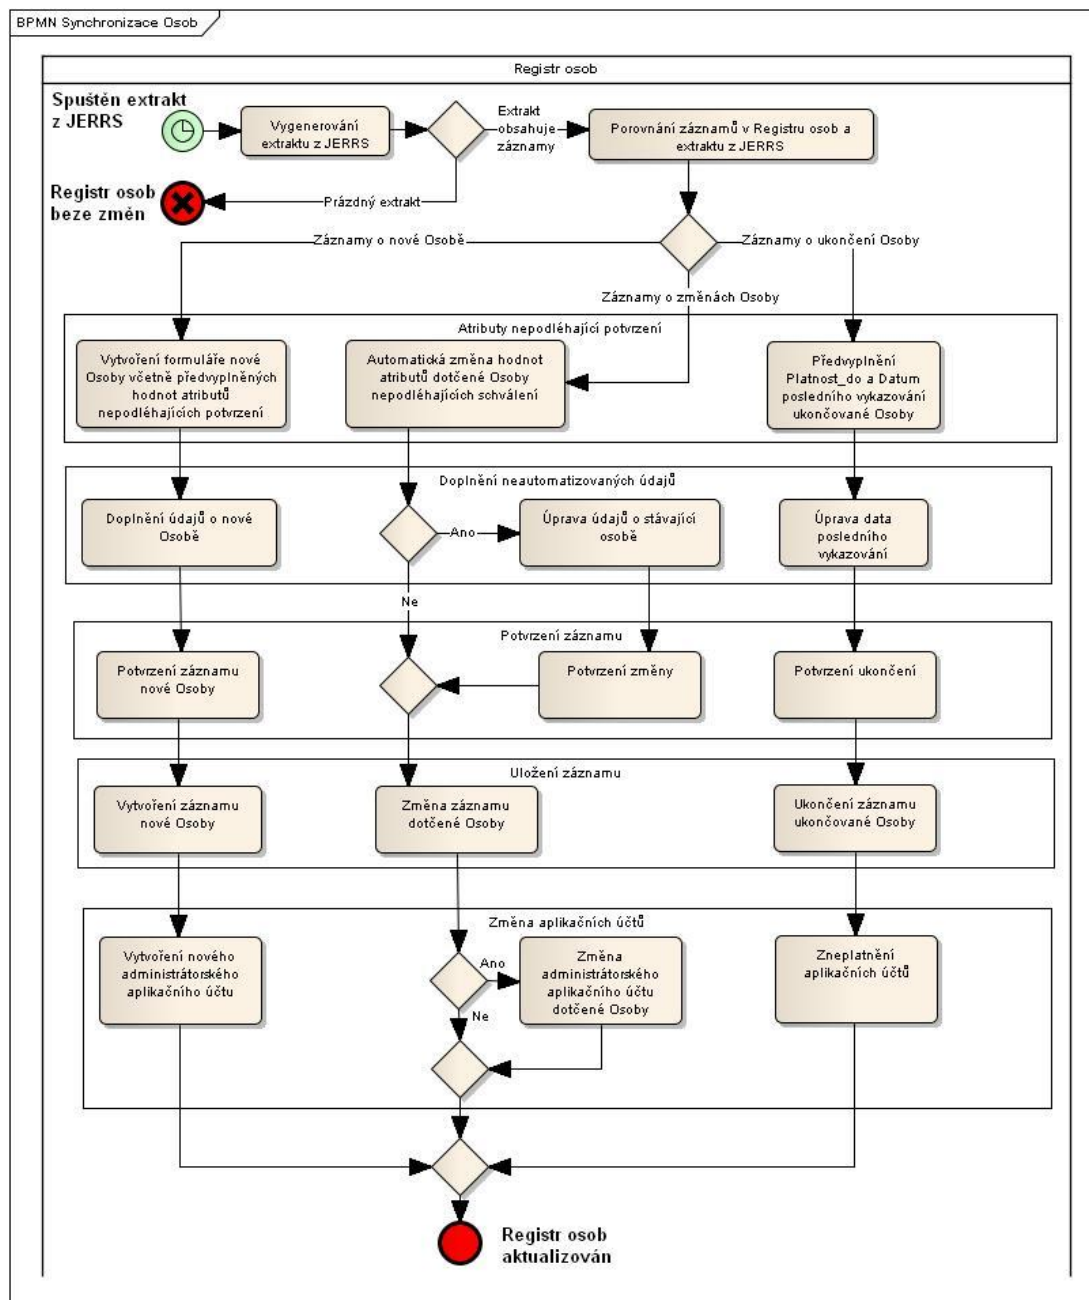 BPMN Synchronizace Osob
Registr osob
Spuštěn extrakt
z JERRS
Vygenerování
extraktu z JERRS
Extrakt
obsahuje
záznamy
Porovnání záznamů v Registru osob a
extraktu z JERRS
Registr osob
beze změn
Prázdný extrakt
Záznamy o nové Osobě
Záznamy o ukončení Osoby
Záznamy o změnách Osoby
Atributy nepodléhající potvrzení
Vytvoření formuláře nové
Osoby včetně předvyplněných
hodnot atributů
nepodléhajících potvrzení
Automatická změna hodnot
atributů dotčené Osoby
nepodléhajících schválení
Předvyplnění
Platnost_do a Datum
posledního vykazování
ukončované Osoby
Doplnění neautomatizovaných údajů
Doplnění údajů o nové
Osobě
Ano
Úprava údajů o stávající
osobě
Úprava data
posledního
vykazování
Ne
Potvrzení záznamu
Potvrzení záznamu
nové Osoby
Potvrzení změny
Potvrzení ukončení
Uložení záznamu
Vytvoření záznamu
nové Osoby
Změna záznamu
dotčené Osoby
Ukončení záznamu
ukončované Osoby
Změna aplikačních účtů
Vytvoření nového
administrátorského
aplikačního účtu
Ano
Změna
administrátorského
aplikačního účtu
dotčené Osoby
Zneplatnění
aplikačních účtů
Ne
Registr osob
aktualizován